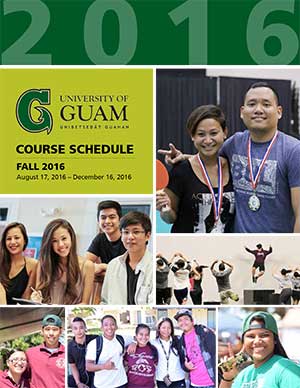 2016
UNIVERSITY OF
GUAM
UNIBETSEDÅT GUAHAN
COURSE SCHEDULE
FALL 2016
August 17, 2016 – December 16, 2016